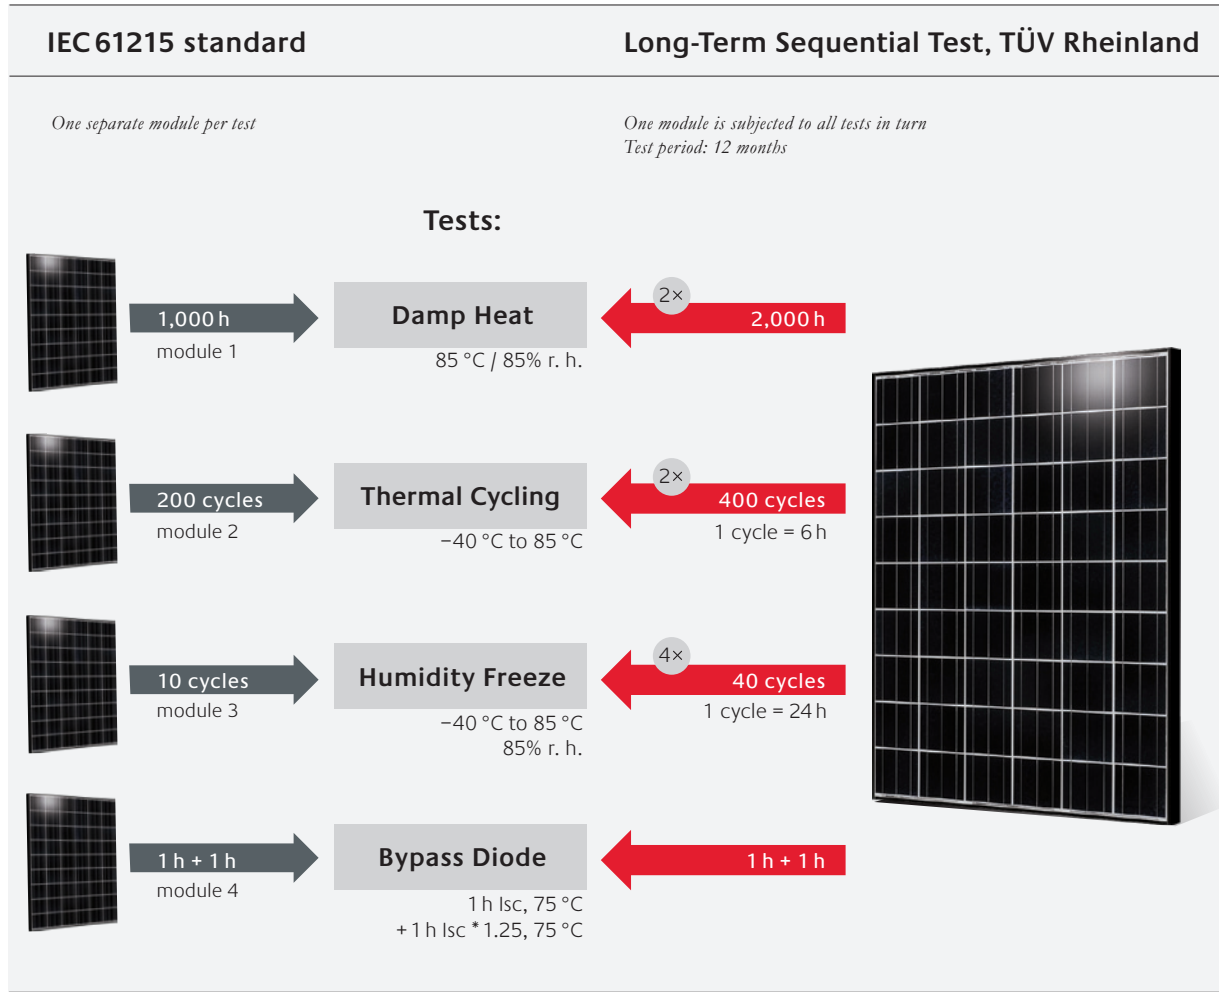 IEC 61215 standard
Long-Term Sequential Test, TÜV Rheinland
One separate module per test
One module is subjected to all tests in turn
Test period: 12 months
Tests:
1,000 h
module 1
Damp Heat
85 °C / 85% r. h.
2×
2,000 h
200 cycles
module 2
Thermal Cycling
−40 °C to 85 °C
2×
400 cycles
1 cycle = 6 h
10 cycles
module 3
Humidity Freeze
−40 °C to 85 °C
85% r. h.
4×
40 cycles
1 cycle = 24 h
1 h + 1 h
module 4
Bypass Diode
1 h Isc, 75 °C
+ 1 h Isc * 1.25, 75 °C
1 h + 1 h